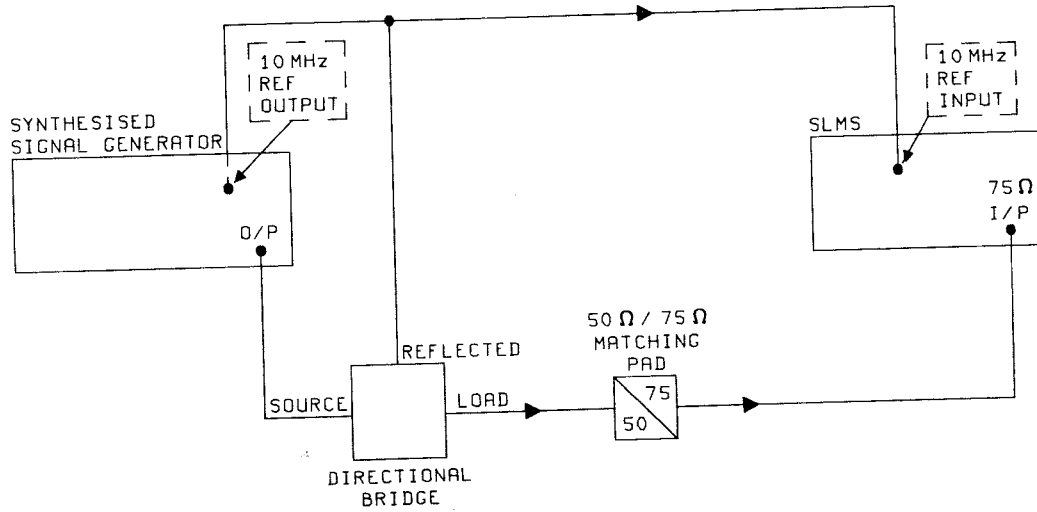 10 MHz
REF
OUTPUT
10 MHz
REF
INPUT
SYNTHESISED
SIGNAL GENERATOR
SLMS
75Ω
I/P
O/P
50 Ω / 75 Ω
MATCHING
PAD
REFLECTED
SOURCE
LOAD
75
50
DIRECTIONAL
BRIDGE